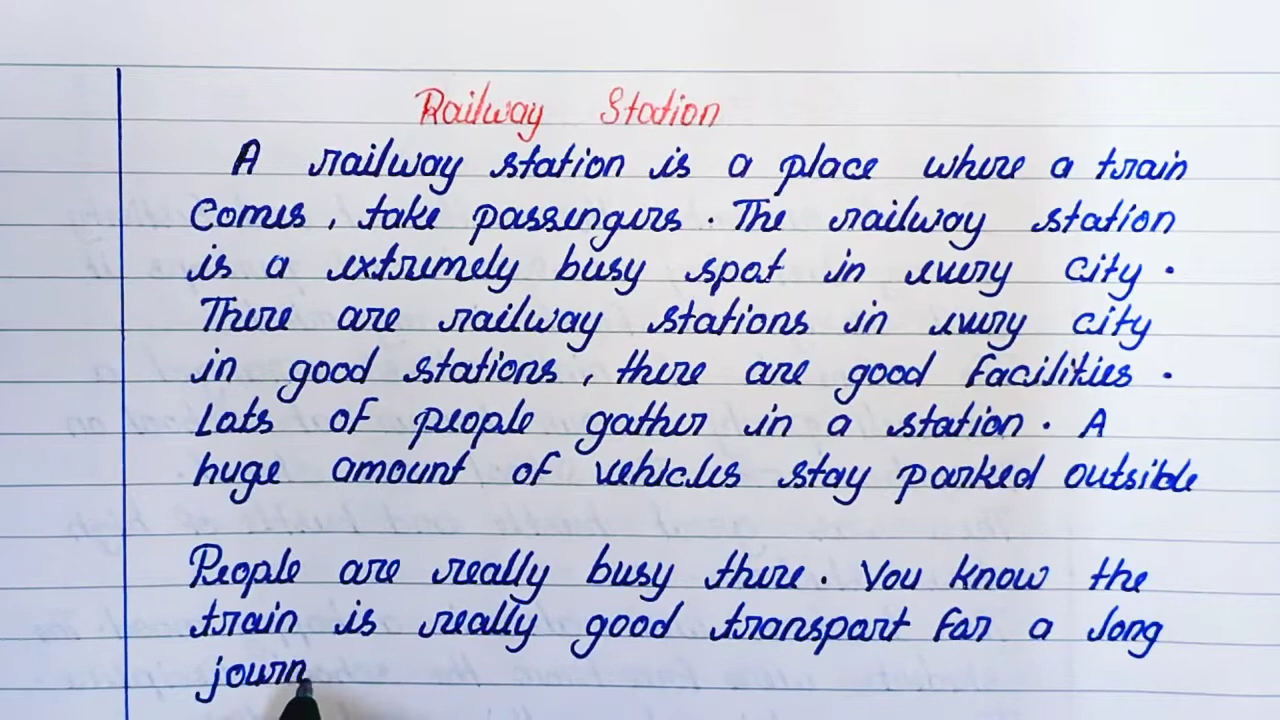 Railway Station
A railway station is a place where a train
comes, take passengers. The railway station
is a extremely busy spot in every city.
There are railway stations in every city
in good stations, there are good facilities.
Lots of people gather in a station. A
huge amount of vehicles stay parked outside
People are really busy there. You know the
train is really good transport for a long
journ